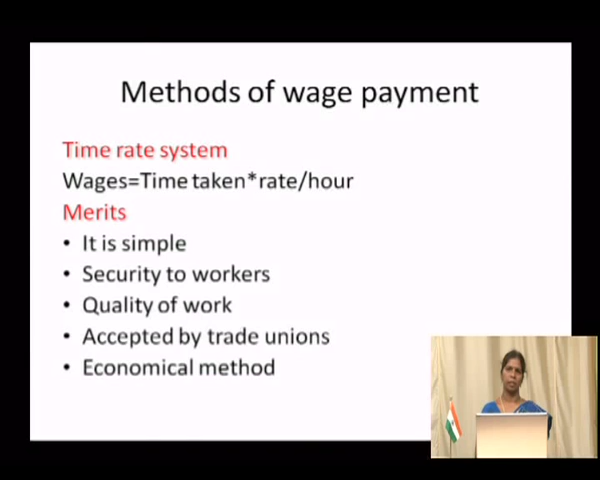 Methods of wage payment
Time rate system
Wages=Time taken*rate/hour
Merits
• It is simple
• Security to workers
• Quality of work
• Accepted by trade unions
• Economical method